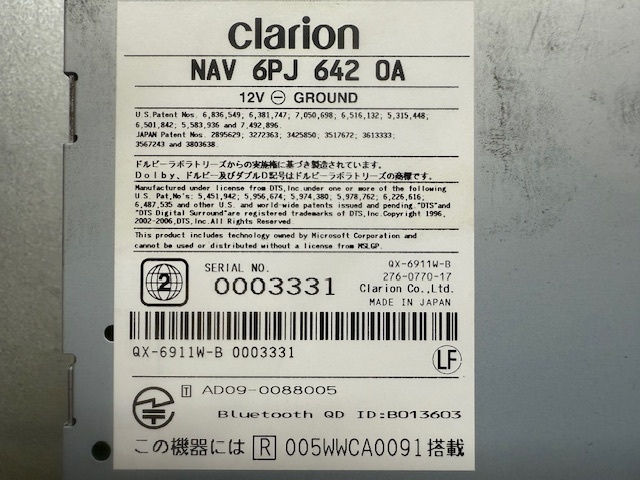 clarion
NAV 6PJ 642 0A
12V ⊖ GROUND
U.S.Patent Nos. 6,836,549; 6,381,747; 7,050,698; 6,516,132; 5,315,448;
6,501,842; 5,583,936 and 7,492,896.
JAPAN Patent Nos. 2895629; 3272363; 3425850; 3517672; 3613333;
3567243 and 3803638.
ドルビーラボラトリーズからの実施権に基づき製造されています。
Dolby、ドルビー及びダブルD記号はドルビーラボラトリーズの商標です。
Manufactured under license from DTS,Inc.under one or more of the following
U.S. Pat,No's; 5,451,942; 5,956,674; 5,974,380; 5,978,762; 6,226,616;
6,487,535 and other U.S. and world-wide patents issued and pending."DTS"and
"DTS Digital Surround"are registered trademarks of DTS,Inc.Copyright 1996,
2002-2006,DTS,Inc.All Rights Reserved
This product includes technology owned by Microsoft Corporation and
cannot be used or distributed without a license from MSLGP.
2
SERIAL NO.
0003331
QX-6911W-B
276-0770-17
Clarion Co.,Ltd.
MADE IN JAPAN
QX-6911W-B 0003331
LF
T AD09-0088005
Bluetooth QD ID:B013603
この機器には R 005WWCA0091搭載